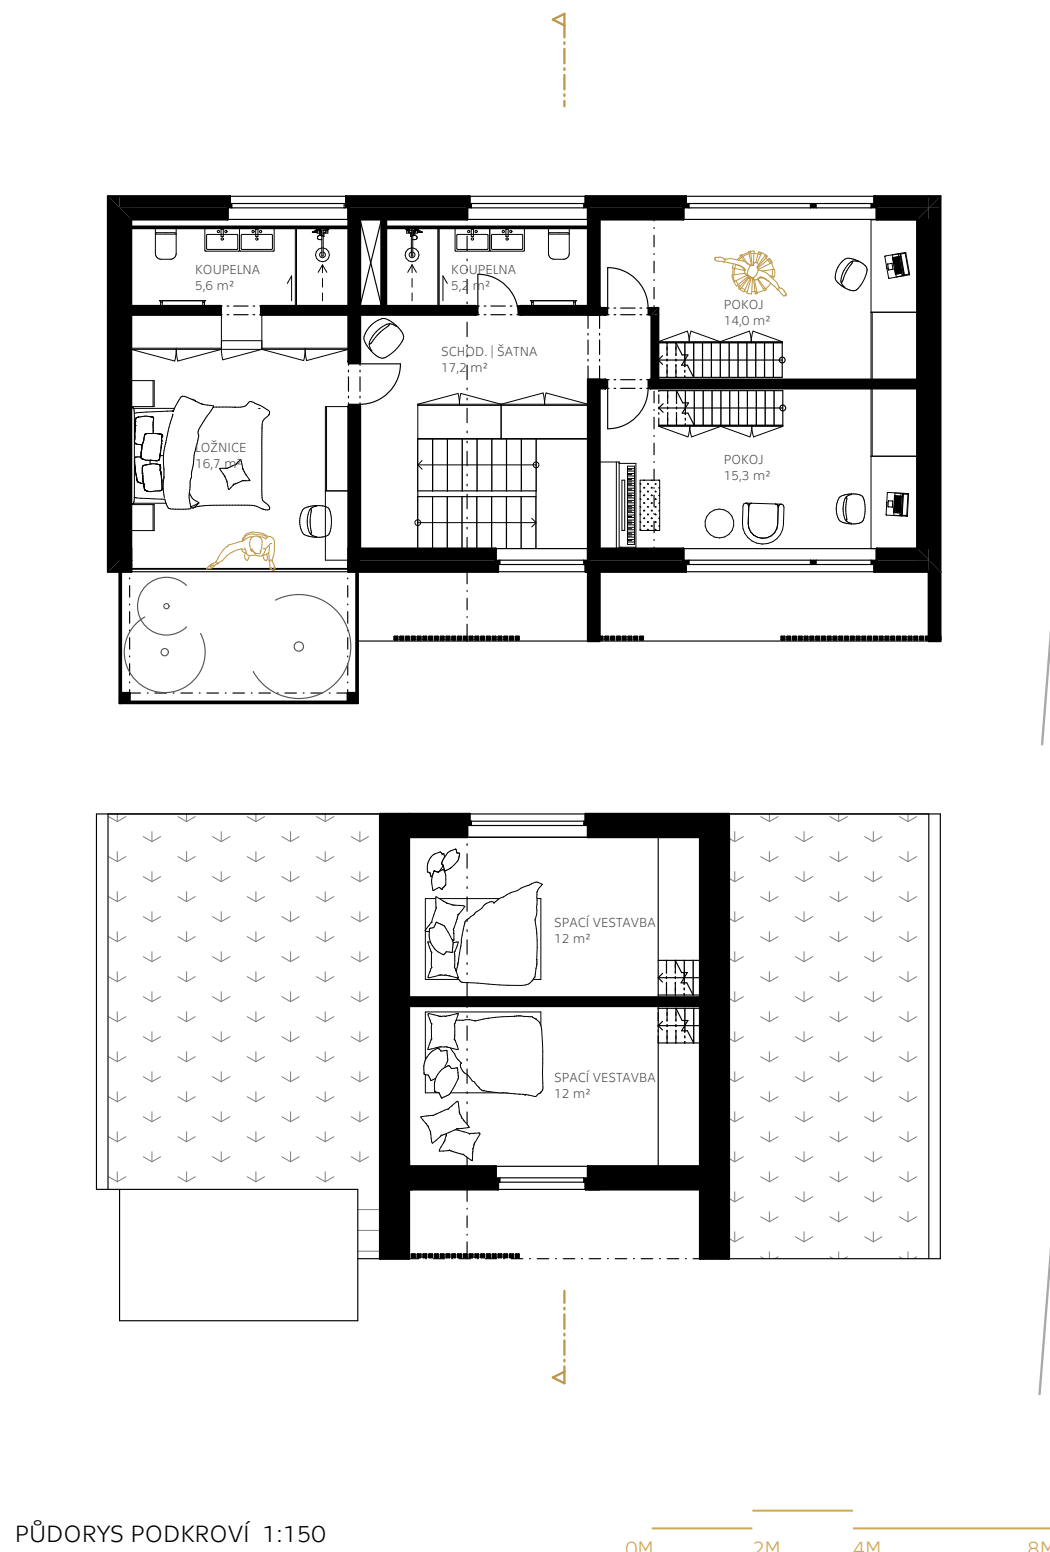 KOUPELNA
5,6 m²
KOUPELNA
5,2 m²
POKOJ
14,0 m²
SCHOD. | ŠATNA
17,2 m²
LOŽNICE
16,7 m²
POKOJ
15,3 m²
SPACÍ VESTAVBA
12 m²
SPACÍ VESTAVBA
12 m²
PŮDORYS PODKROVÍ 1:150
0M 2M 4M 8M